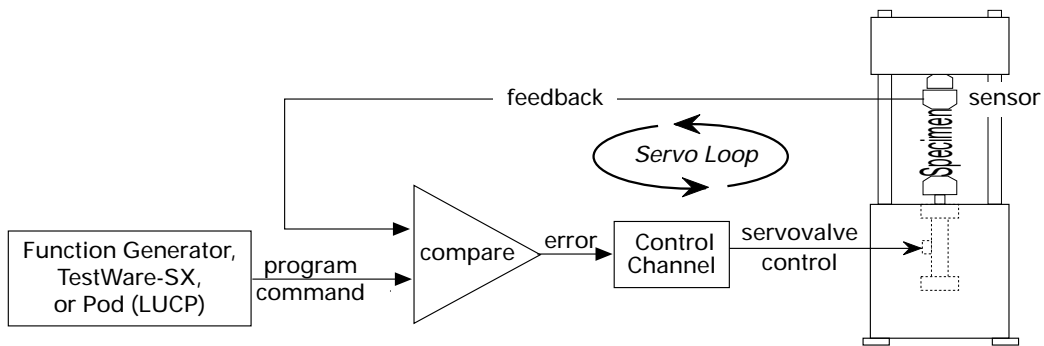 feedback
sensor
Servo Loop
Specimen
Function Generator,
TestWare-SX,
or Pod (LUCP)
program
command
compare
error
Control
Channel
servovalve
control